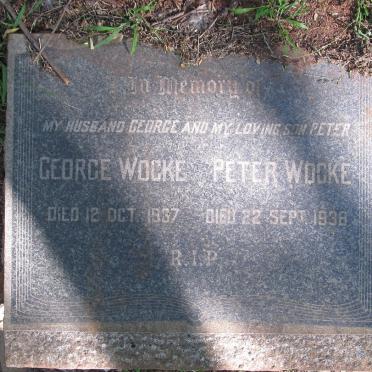 In Memory of
MY HUSBAND GEORGE AND MY LOVING SON PETER
GEORGE WOCKE PETER WOCKE
DIED 12 OCT. 1937 DIED 22 SEPT. 1938
R.I.P.